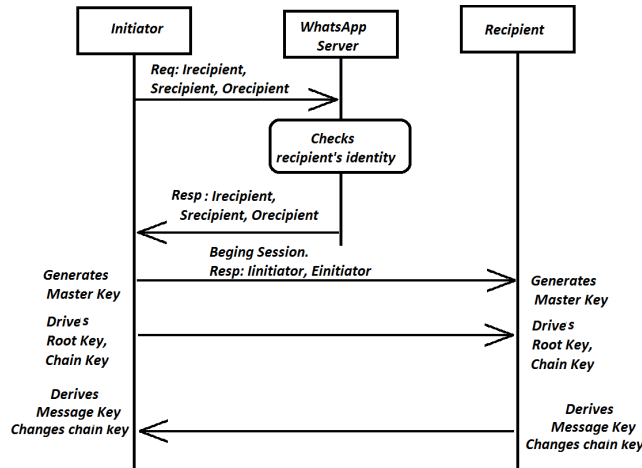 Initiator
WhatsApp
Server
Recipient
Req: Irecipient,
Srecipient, Orecipient
Checks
recipient's identity
Resp: Irecipient,
Srecipient, Orecipient
Beging Session.
Resp: Iinitiator, Einitiator
Generates
Master Key
Generates
Master Key
Drives
Root Key,
Chain Key
Drives
Root Key,
Chain Key
Derives
Message Key
Changes chain key
Derives
Message Key
Changes chain key